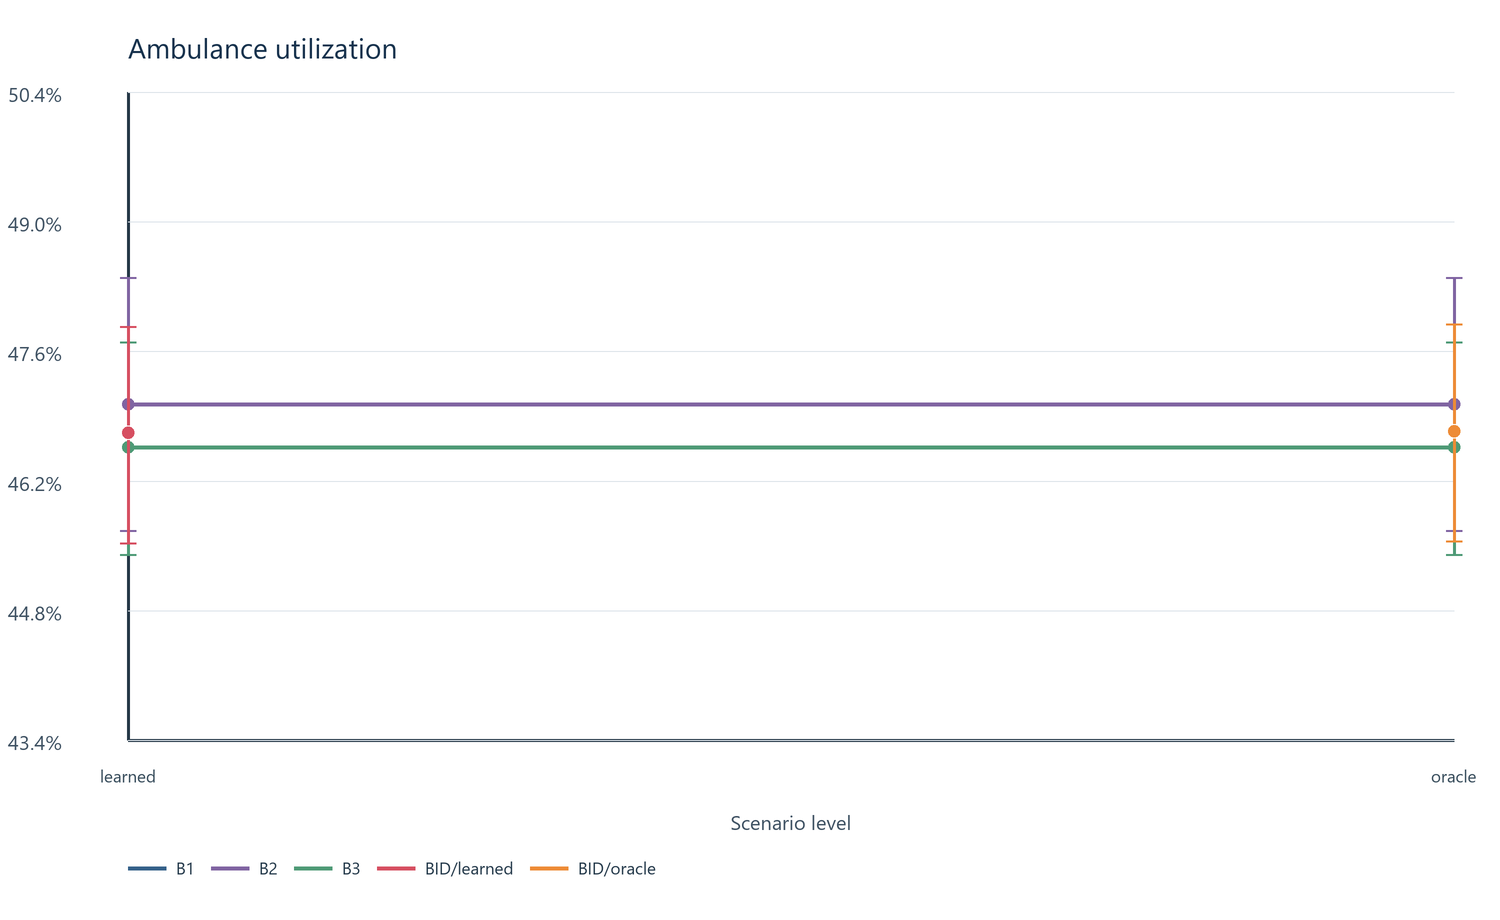 Ambulance utilization
50.4%
49.0%
47.6%
46.2%
44.8%
43.4%
learned oracle
Scenario level
B1 B2 B3 BID/learned BID/oracle